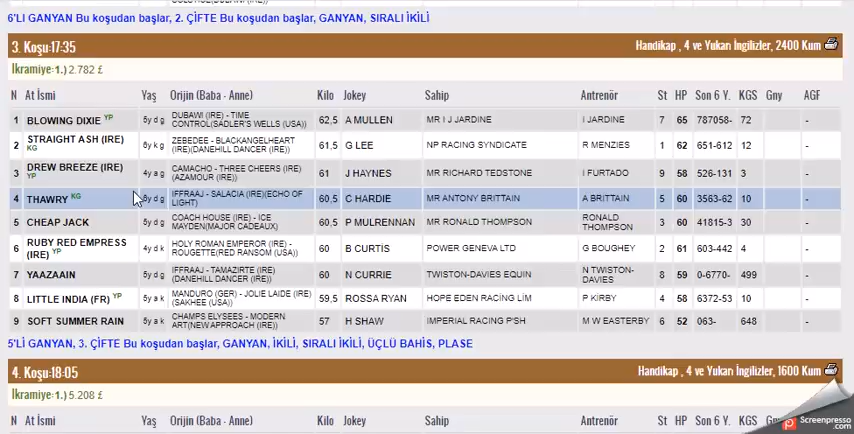 6'LI GANYAN Bu koşudan başlar, 2. ÇİFTE Bu koşudan başlar, GANYAN, SIRALI İKİLİ
3. Koşu:17:35 Handikap , 4 ve Yukarı İngilizler, 2400 Kum
İkramiye: 1.) 2.782 £
N At İsmi Yaş Orijin (Baba - Anne) Kilo Jokey Sahip Antrenör St HP Son 6 Y. KGS Gny AGF
1 BLOWING DIXIE YP 5y d g DUBAWI (IRE) - TIME CONTROL(SADLER'S WELLS (USA)) 62,5 A MULLEN MR I J JARDINE I JARDINE 7 65 787058- 72 -
2 STRAIGHT ASH (IRE) KG 6y k g ZEBEDEE - BLACKANGELHEART (IRE)(DANEHILL DANCER (IRE)) 61,5 G LEE NP RACING SYNDICATE R MENZIES 1 62 651-612 12 -
3 DREW BREEZE (IRE) YP 4y a g CAMACHO - THREE CHEERS (IRE) (AZAMOUR (IRE)) 61 J HAYNES MR RICHARD TEDSTONE I FURTADO 9 58 526-131 3 -
4 THAWRY KG y d g IFFRAAJ - SALACIA (IRE)(ECHO OF LIGHT) 60,5 C HARDIE MR ANTONY BRITTAIN A BRITTAIN 5 60 3563-62 10 -
5 CHEAP JACK 5y d g COACH HOUSE (IRE) - ICE MAYDEN(MAJOR CADEAUX) 60,5 P MULRENNAN MR RONALD THOMPSON RONALD THOMPSON 3 60 41815-3 30 -
6 RUBY RED EMPRESS (IRE) YP 4y d k HOLY ROMAN EMPEROR (IRE) - ROUGETTE(RED RANSOM (USA)) 60 B CURTIS POWER GENEVA LTD G BOUGHEY 2 61 603-442 4 -
7 YAAZAAIN 5y d g IFFRAAJ - TAMAZIRTE (IRE) (DANEHILL DANCER (IRE)) 60 N CURRIE TWISTON-DAVIES EQUIN N TWISTON-DAVIES 8 59 0-6770- 499 -
8 LITTLE INDIA (FR) YP 5y a k MANDURO (GER) - JOLIE LAIDE (IRE) (SAKHEE (USA)) 59,5 ROSSA RYAN HOPE EDEN RACİNG LİM P KİRBY 4 58 6372-53 10 -
9 SOFT SUMMER RAIN 5y a k CHAMPS ELYSEES - MODERN ART(NEW APPROACH (IRE)) 57 H SHAW IMPERIAL RACING P'SH M W EASTERBY 6 52 063- 648 -
5'Lİ GANYAN, 3. ÇİFTE Bu koşudan başlar, GANYAN, İKİLİ, SIRALI İKİLİ, ÜÇLÜ BAHİS, PLASE
4. Koşu:18:05 Handikap , 4 ve Yukarı İngilizler, 1600 Kum
İkramiye: 1.) 5.208 £
N At İsmi Yaş Orijin (Baba - Anne) Kilo Jokey Sahip Antrenör St HP Son 6 Y. KGS
Screenpresso
.com